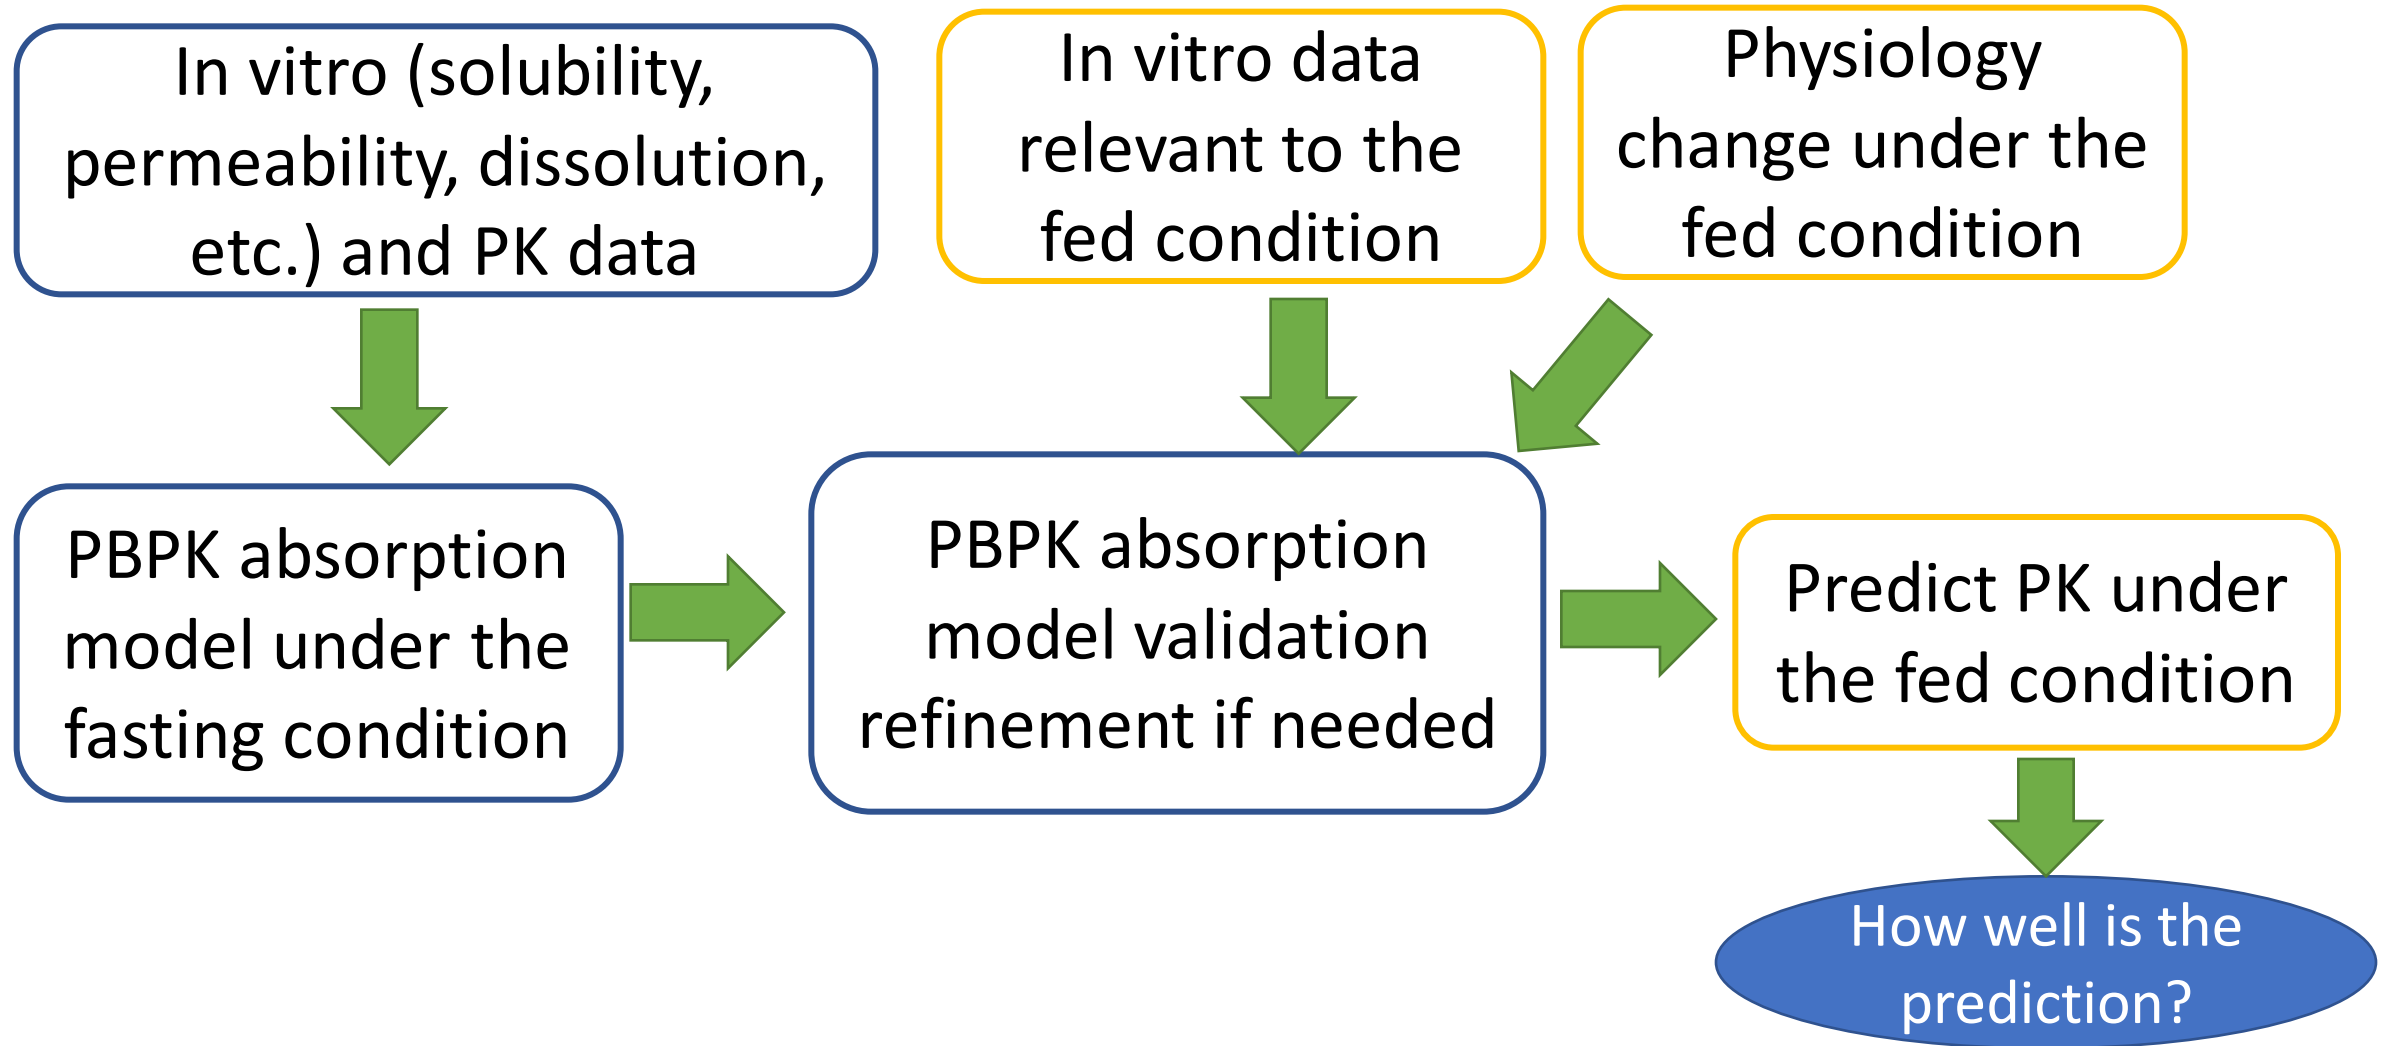 In vitro (solubility,
permeability, dissolution,
etc.) and PK data
In vitro data
relevant to the
fed condition
Physiology
change under the
fed condition
PBPK absorption
model under the
fasting condition
PBPK absorption
model validation
refinement if needed
Predict PK under
the fed condition
How well is the
prediction?